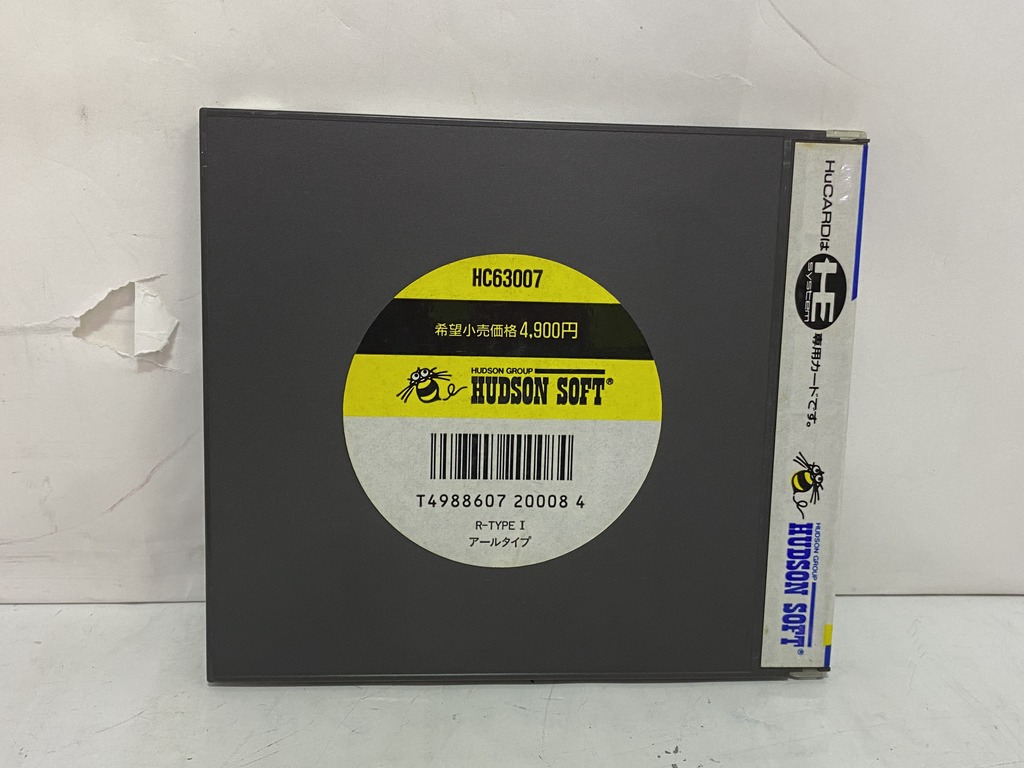 HC63007
希望小売価格4,900円
HUDSON GROUP
HUDSON SOFT®
T4988607 20008 4
R-TYPE I
アールタイプ
HuCARDは HE SYSTEM 専用カードです。
HUDSON GROUP
HUDSON SOFT®